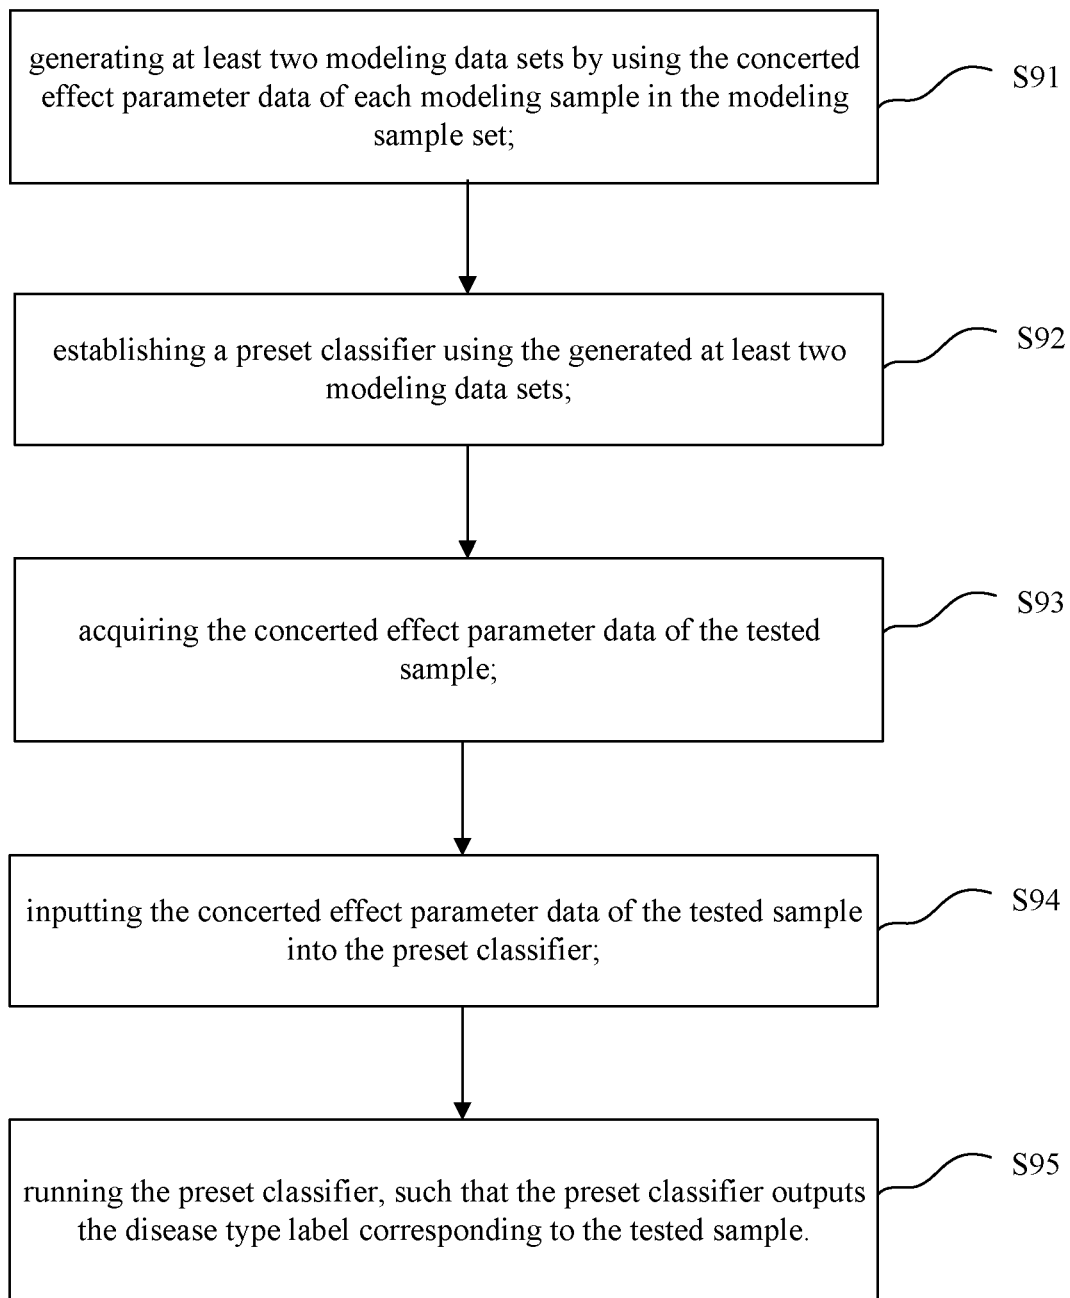 generating at least two modeling data sets by using the concerted
effect parameter data of each modeling sample in the modeling
sample set;
S91
establishing a preset classifier using the generated at least two
modeling data sets;
S92
acquiring the concerted effect parameter data of the tested
sample;
S93
inputting the concerted effect parameter data of the tested sample
into the preset classifier;
S94
running the preset classifier, such that the preset classifier outputs
the disease type label corresponding to the tested sample.
S95